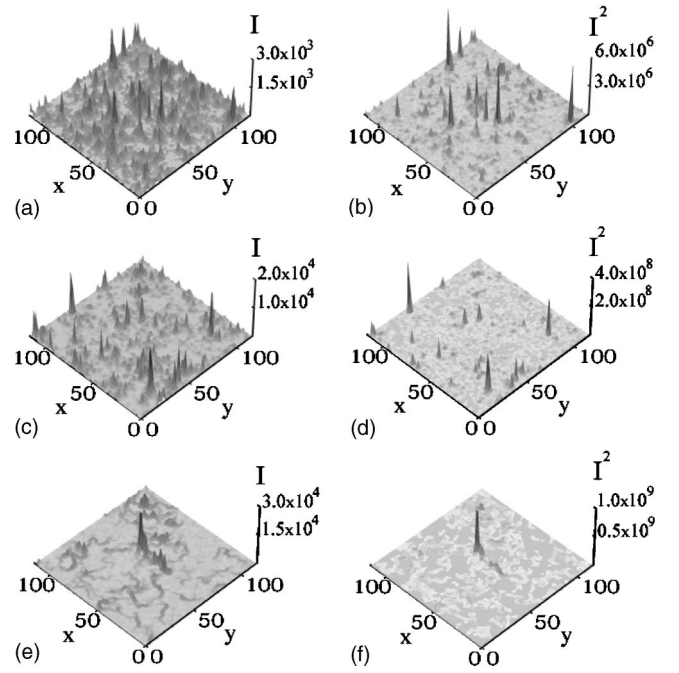 I
3.0x10³
1.5x10³
100
50
x
0 0
50
y
100
(a)
I²
6.0x10⁶
3.0x10⁶
100
50
x
0 0
50
y
100
(b)
I
2.0x10⁴
1.0x10⁴
100
50
x
0 0
50
y
100
(c)
I²
4.0x10⁸
2.0x10⁸
100
50
x
0 0
50
y
100
(d)
I
3.0x10⁴
1.5x10⁴
100
50
x
0 0
50
y
100
(e)
I²
1.0x10⁹
0.5x10⁹
100
50
x
0 0
50
y
100
(f)